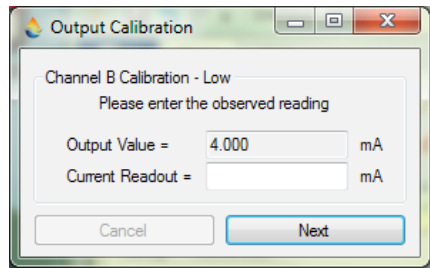 Output Calibration
Channel B Calibration - Low
Please enter the observed reading
Output Value = 4.000 mA
Current Readout = mA
Cancel Next